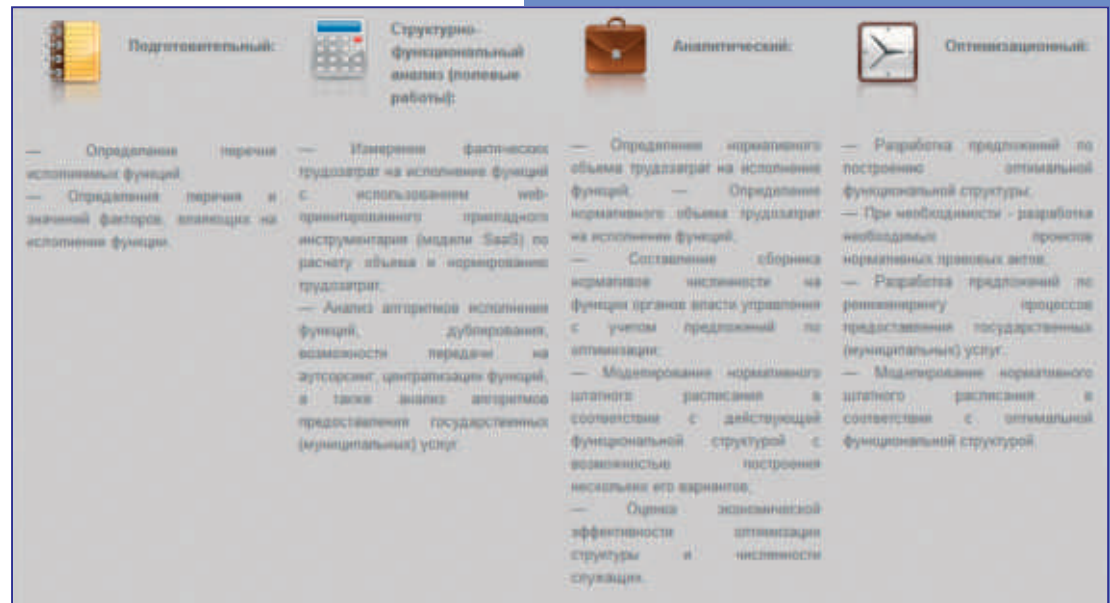 Подготовительный:
— Определение перечня
исполняемых функций.
— Определения перечня и
значений факторов, влияющих на
исполнение функции.
Структурно-
функциональный
анализ (полевые
работы):
— Измерение фактических
трудозатрат на исполнение функций
с использованием web-
ориентированного прикладного
инструментария (модели SaaS) по
расчету объема и нормированию
трудозатрат;
— Анализ алгоритмов исполнения
функций, дублирования,
возможности передачи на
аутсорсинг, централизации функций,
а также анализ алгоритмов
предоставления государственных
(муниципальных) услуг.
Аналитический:
— Определение нормативного
объема трудозатрат на исполнение
функций, — Определение
нормативного объема трудозатрат
на исполнении функций;
— Составление сборника
нормативов численности на
функции органов власти управления
с учетом предложений по
оптимизации;
— Моделирование нормативного
штатного расписания в
соответствии с действующей
функциональной структурой с
возможностью построения
нескольких его вариантов;
— Оценка экономической
эффективности оптимизации
структуры и численности
служащих.
Оптимизационный:
— Разработка предложений по
построению оптимальной
функциональной структуры;
— При необходимости - разработка
необходимых проектов
нормативных правовых актов;
— Разработка предложений по
реинжинирингу процессов
предоставления государственных
(муниципальных) услуг.
— Моделирование нормативного
штатного расписания в
соответствии с оптимальной
функциональной структурой.